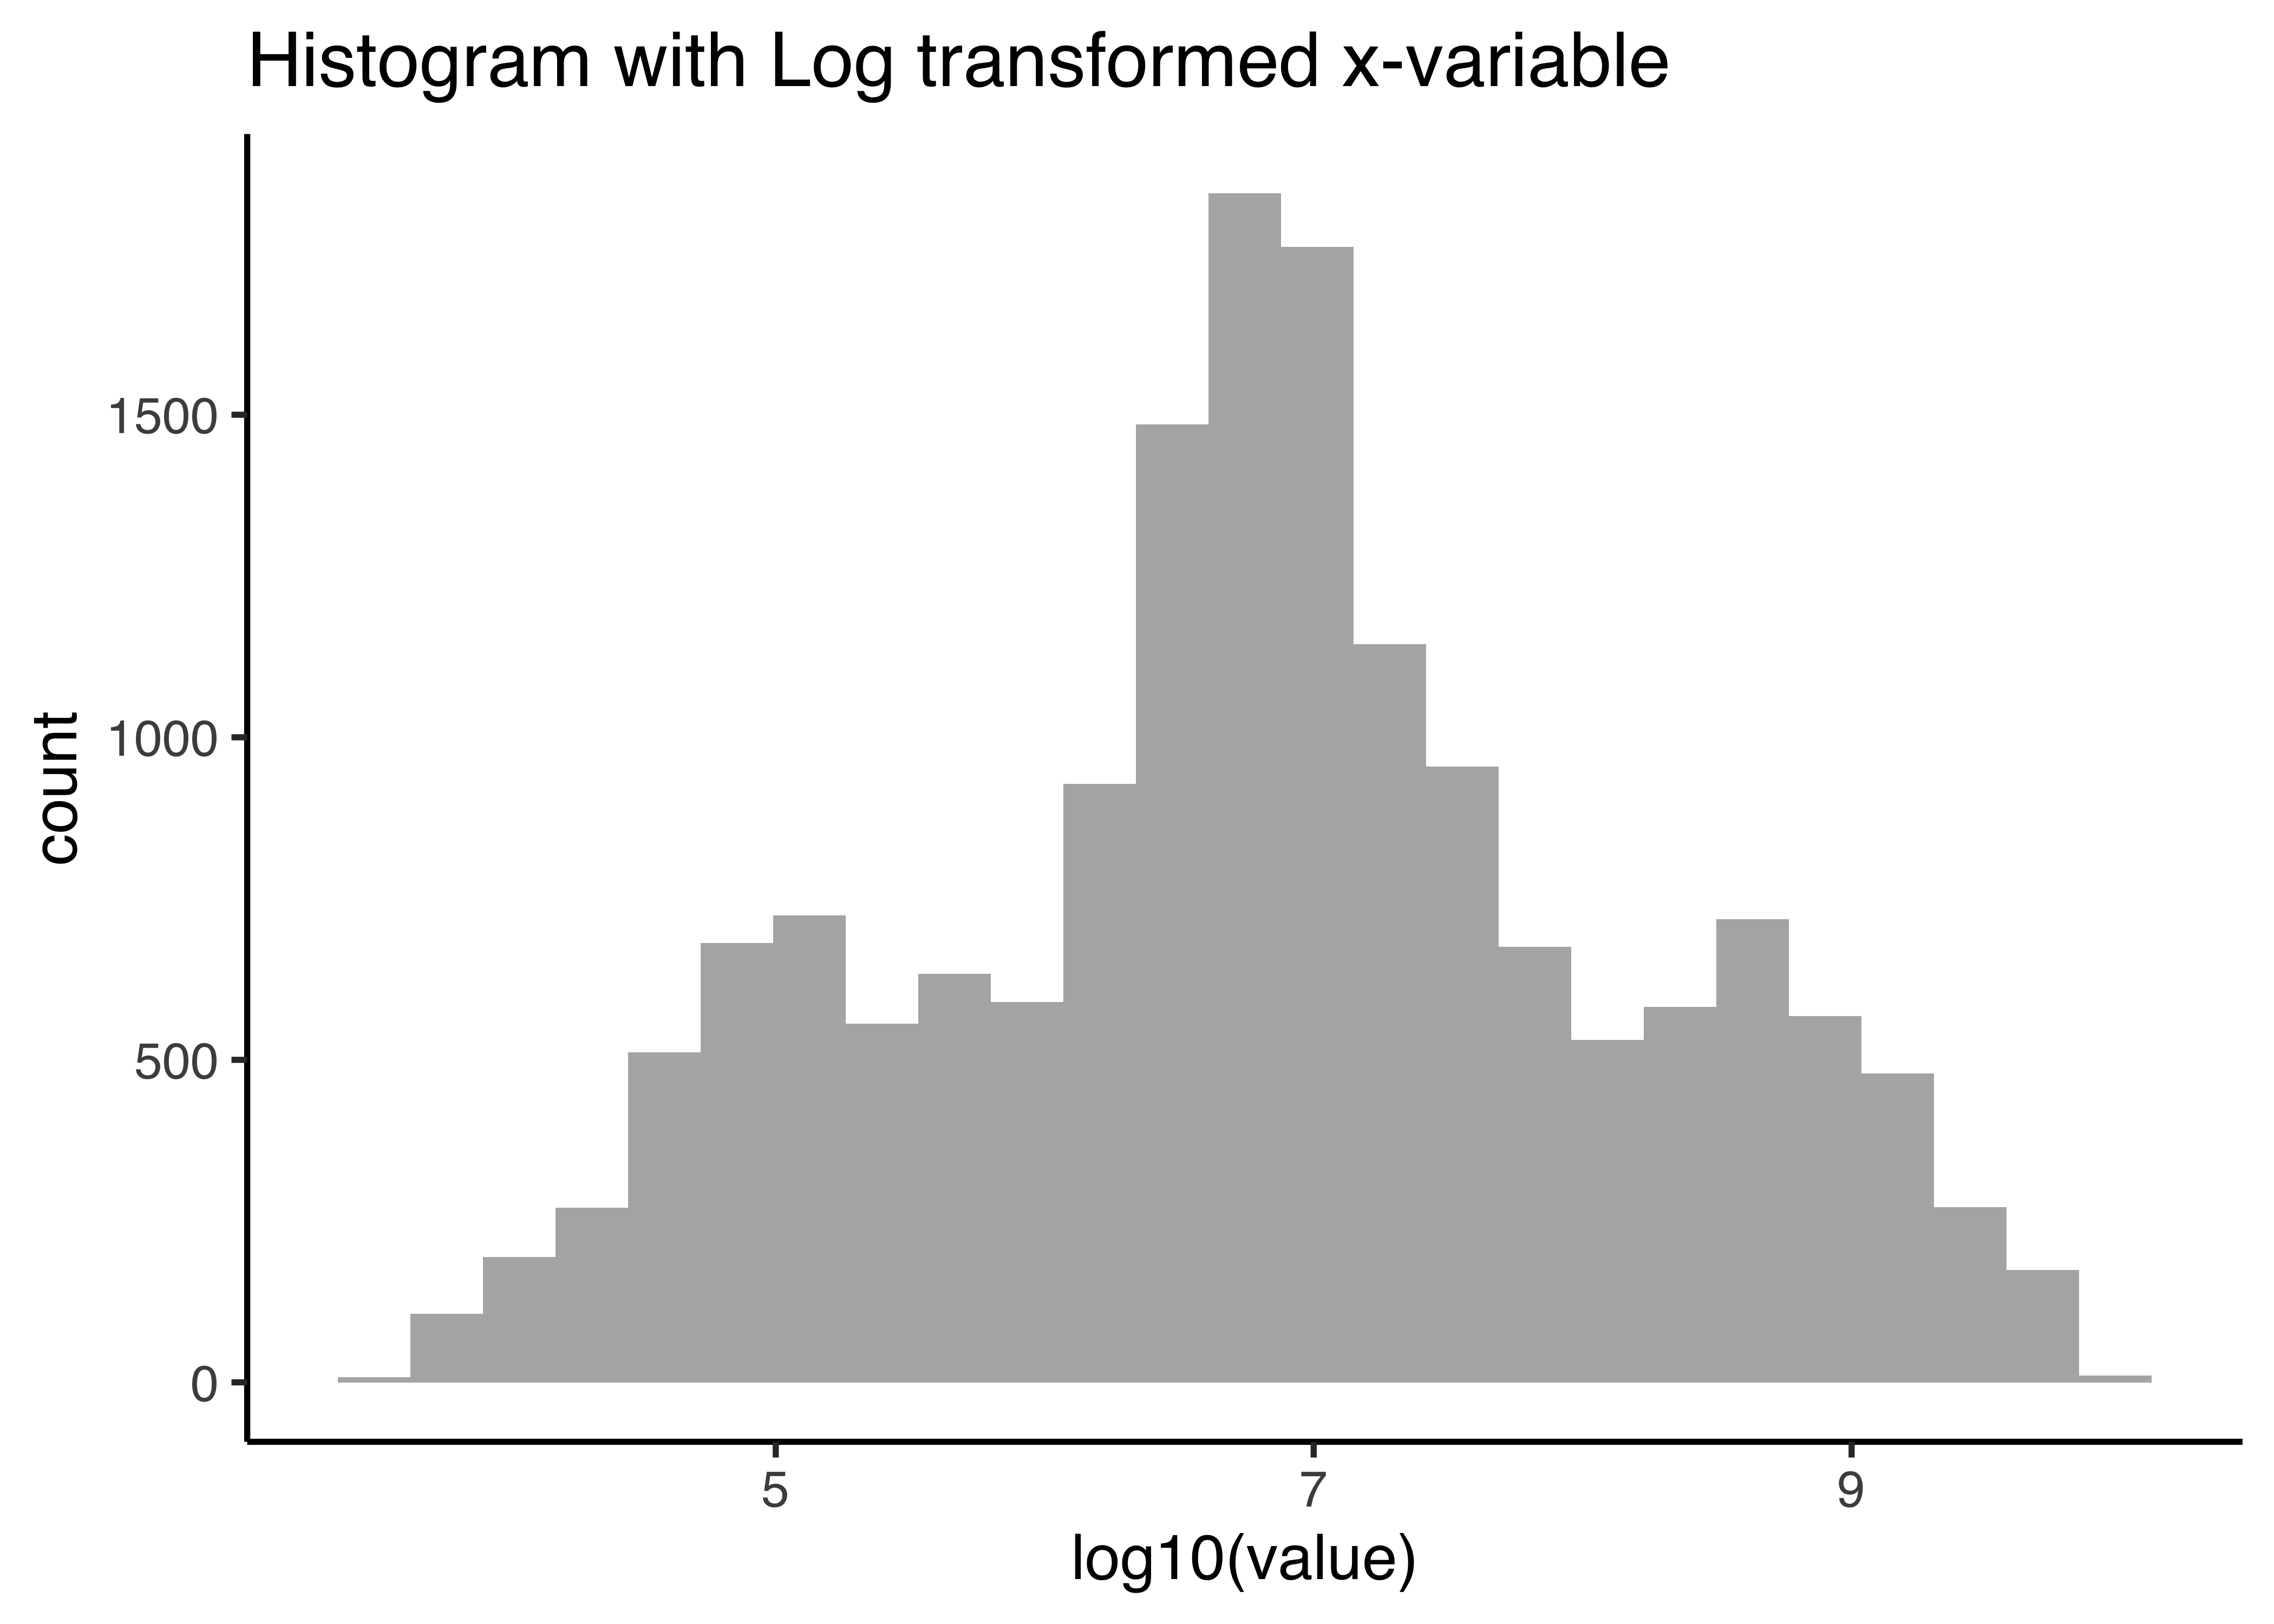 Histogram with Log transformed x-variable
count
1500
1000
500
0
5
7
9
log10(value)